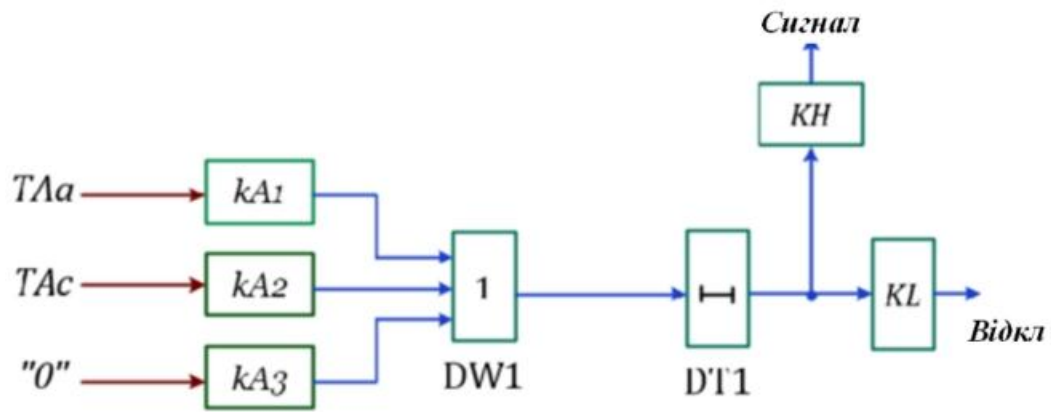 Сигнал
KH
TAa
kA1
TAc
kA2
1
KL
Відкл
"0"
kA3
DW1
DT1